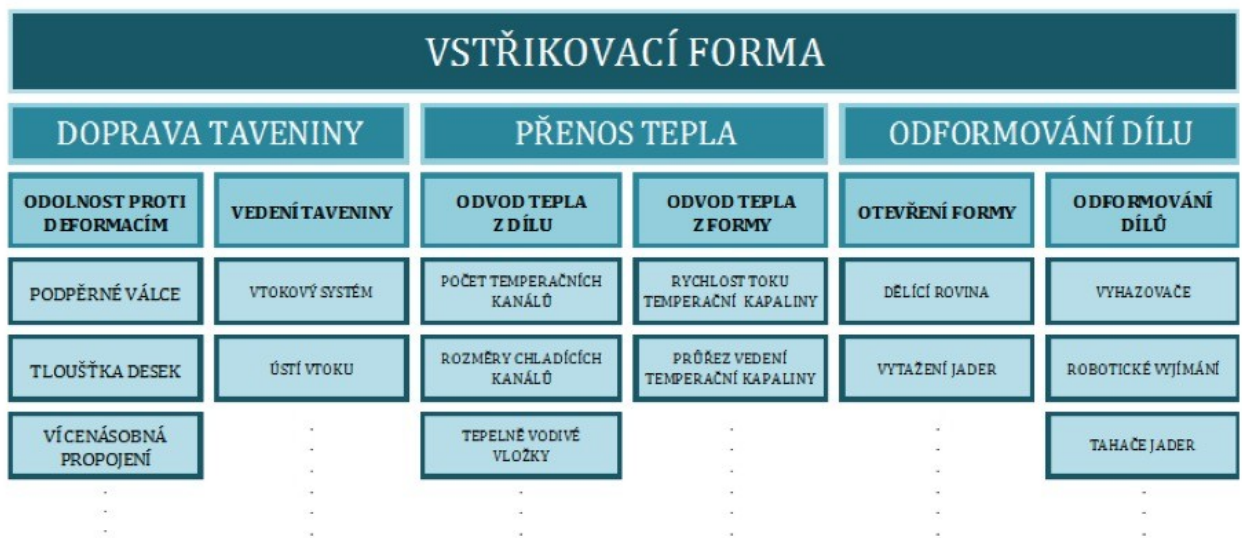 VSTŘIKOVACÍ FORMA
DOPRAVA TAVENINY
PŘENOS TEPLA
ODFORMOVÁNÍ DÍLU
ODOLNOST PROTI
DEFORMACÍM
VEDENÍ TAVENINY
ODVOD TEPLA
Z DÍLU
ODVOD TEPLA
Z FORMY
OTEVŘENÍ FORMY
ODFORMOVÁNÍ
DÍLŮ
PODPĚRNÉ VÁLCE
VTOKOVÝ SYSTÉM
POČET TEMPERAČNÍCH
KANÁLŮ
RYCHLOST TOKU
TEMPERAČNÍ KAPALINY
DĚLÍCÍ ROVINA
VYHAZOVAČE
TLOUŠŤKA DESEK
ÚSTÍ VTOKU
ROZMĚRY CHLADÍCÍCH
KANÁLŮ
PRŮŘEZ VEDENÍ
TEMPERAČNÍ KAPALINY
VYTAŽENÍ JADER
ROBOTICKÉ VYJÍMÁNÍ
VÍCENÁSOBNÁ
PROPOJENÍ
TEPELNĚ VODIVÉ
VLOŽKY
TAHAČE JADER